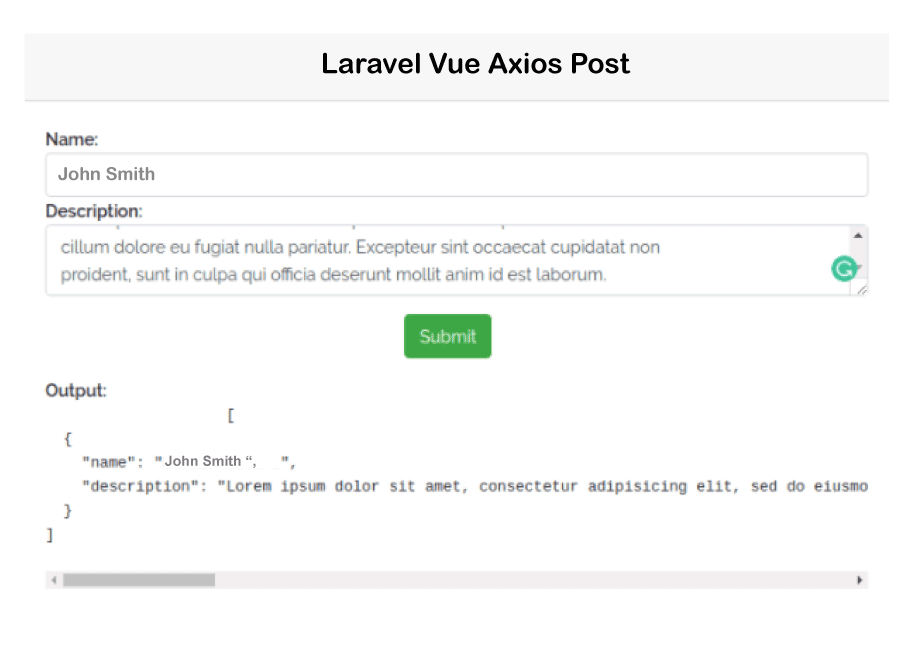 Laravel Vue Axios Post
Name:
John Smith
Description:
cillum dolore eu fugiat nulla pariatur. Excepteur sint occaecat cupidatat non
proident, sunt in culpa qui officia deserunt mollit anim id est laborum.
Submit
Output:
[
{
"name": "John Smith “, ",
"description": "Lorem ipsum dolor sit amet, consectetur adipisicing elit, sed do eiusmo
}
]